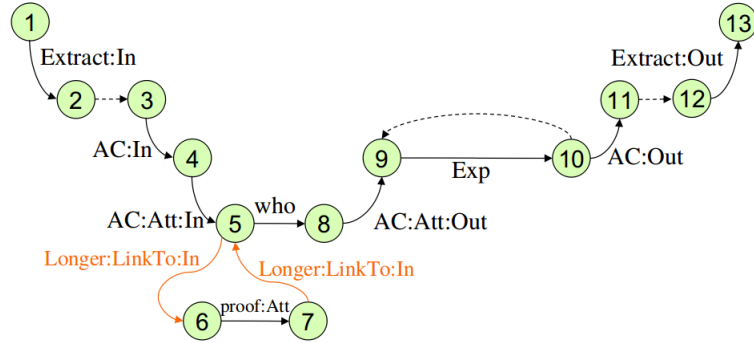 1
13
Extract:In
Extract:Out
2
3
11
12
AC:In
4
9
Exp
10
AC:Out
AC:Att:In
5
who
8
AC:Att:Out
Longer:LinkTo:In
Longer:LinkTo:In
6
proof:Att
7